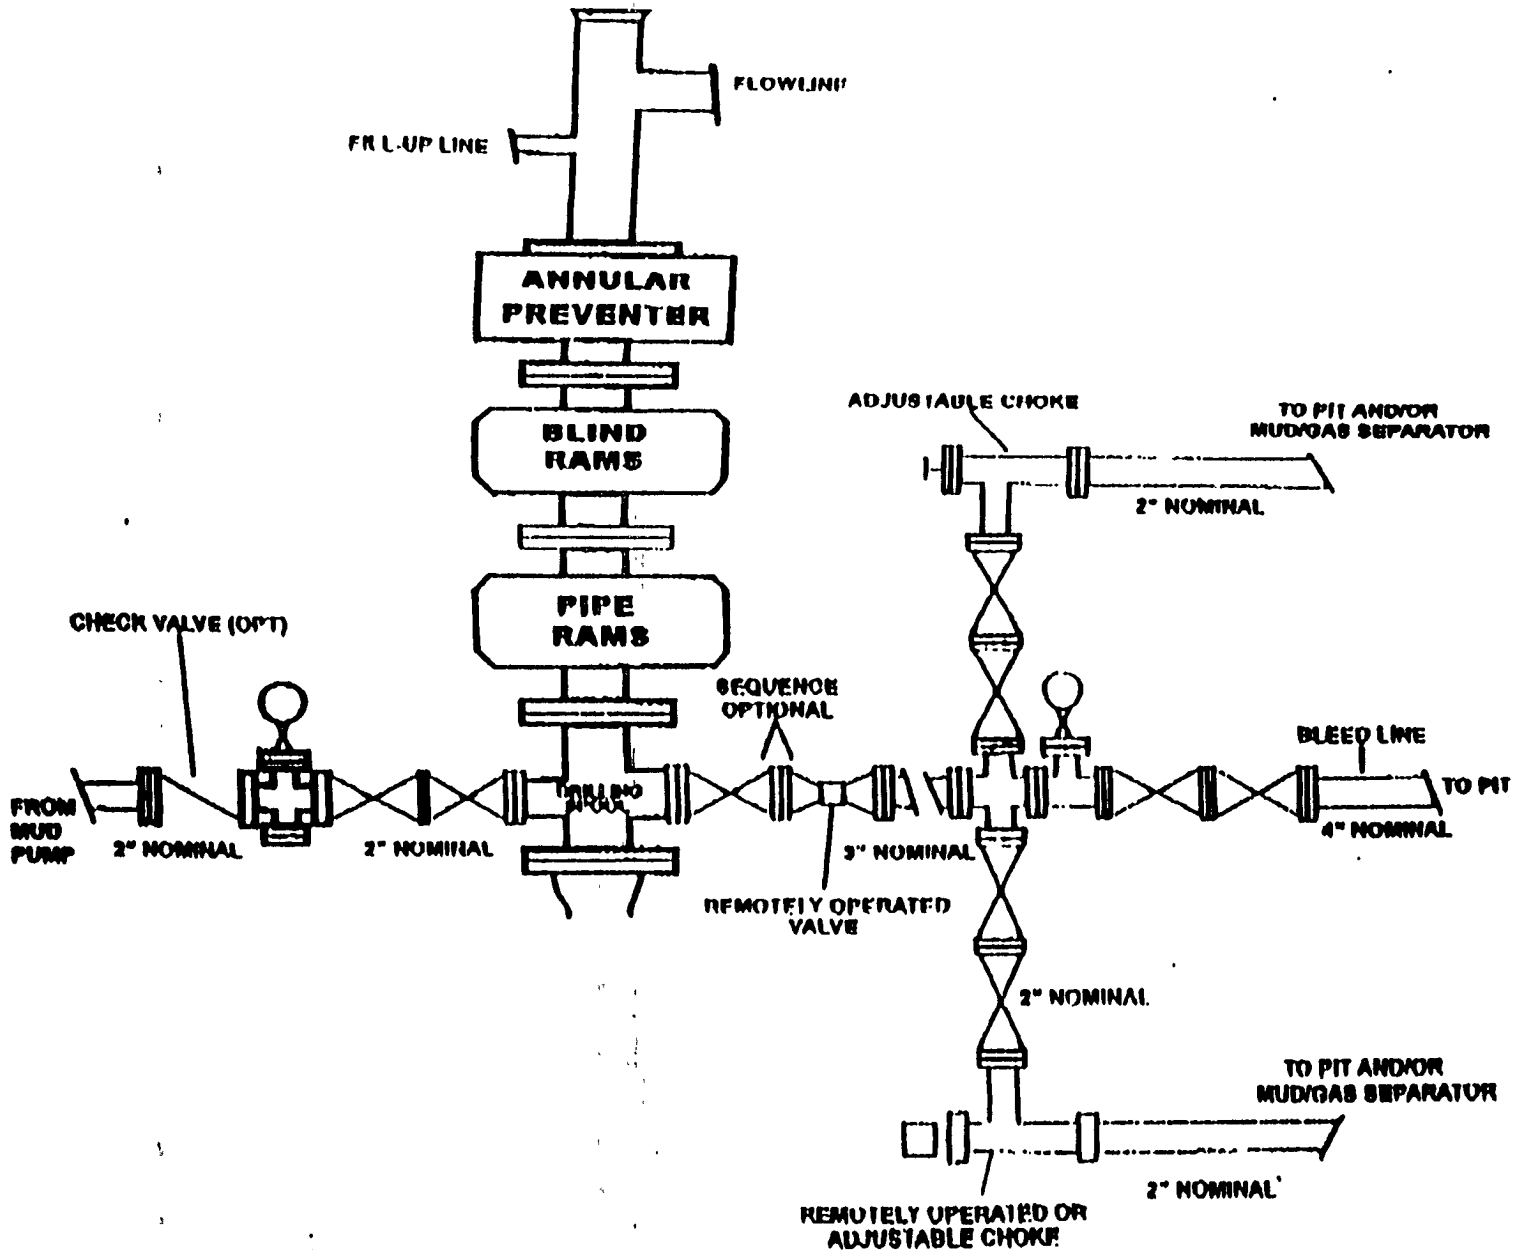 FLOWLINE
FILL-UP LINE
ANNULAR
PREVENTER
ADJUSTABLE CHOKE
TO PIT AND/OR
MUD/GAS SEPARATOR
BLIND
RAMS
2" NOMINAL
PIPE
RAMS
CHECK VALVE (OPT)
SEQUENCE
OPTIONAL
BLEED LINE
DRILLING
SPOOL
TO PIT
FROM
MUD
PUMP
2" NOMINAL
2" NOMINAL
3" NOMINAL
4" NOMINAL
REMOTELY OPERATED
VALVE
2" NOMINAL
TO PIT AND/OR
MUD/GAS SEPARATOR
2" NOMINAL
REMOTELY OPERATED OR
ADJUSTABLE CHOKE